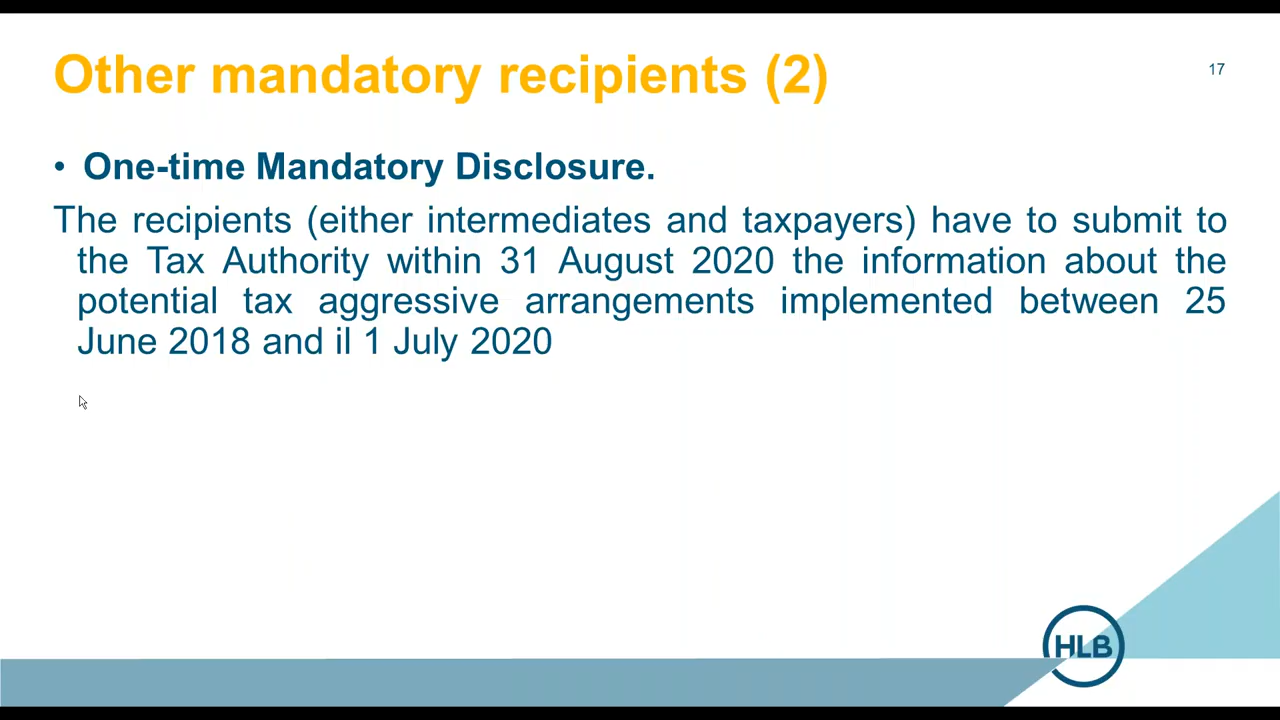 Other mandatory recipients (2)
17
• One-time Mandatory Disclosure.
The recipients (either intermediates and taxpayers) have to submit to
the Tax Authority within 31 August 2020 the information about the
potential tax aggressive arrangements implemented between 25
June 2018 and il 1 July 2020
HLB